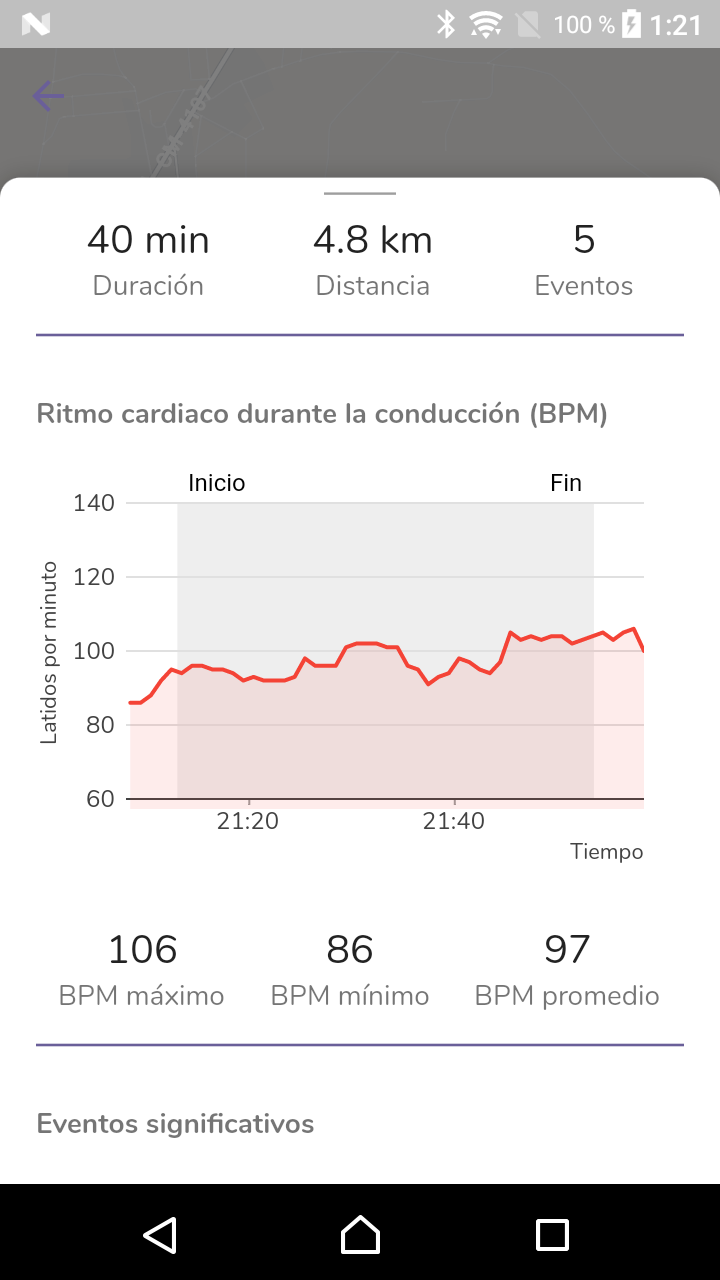 100 % 1:21
CM-4107
40 min 4.8 km 5
Duración Distancia Eventos
Ritmo cardiaco durante la conducción (BPM)
Inicio Fin
140
120
100
80
60
Latidos por minuto
21:20 21:40
Tiempo
106 86 97
BPM máximo BPM mínimo BPM promedio
Eventos significativos